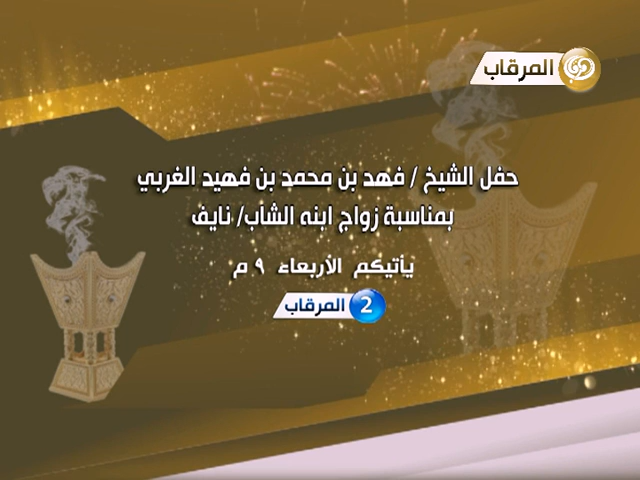 المرقاب
حفل الشيخ / فهد بن محمد بن فهيد الغربي
بمناسبة زواج ابنه الشاب/ نايف
يأتيكم الأربعاء ٩ م
2 المرقاب